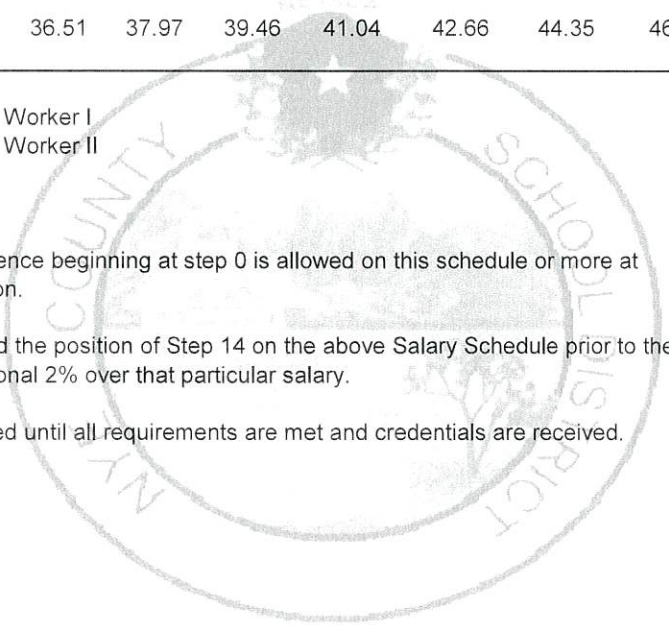 36.51 37.97 39.46 41.04 42.66 44.35 46
Worker I
Worker II
ence beginning at step 0 is allowed on this schedule or more at
on.
d the position of Step 14 on the above Salary Schedule prior to the
onal 2% over that particular salary.
ed until all requirements are met and credentials are received.
NYE COUNTY SCHOOL DISTRICT